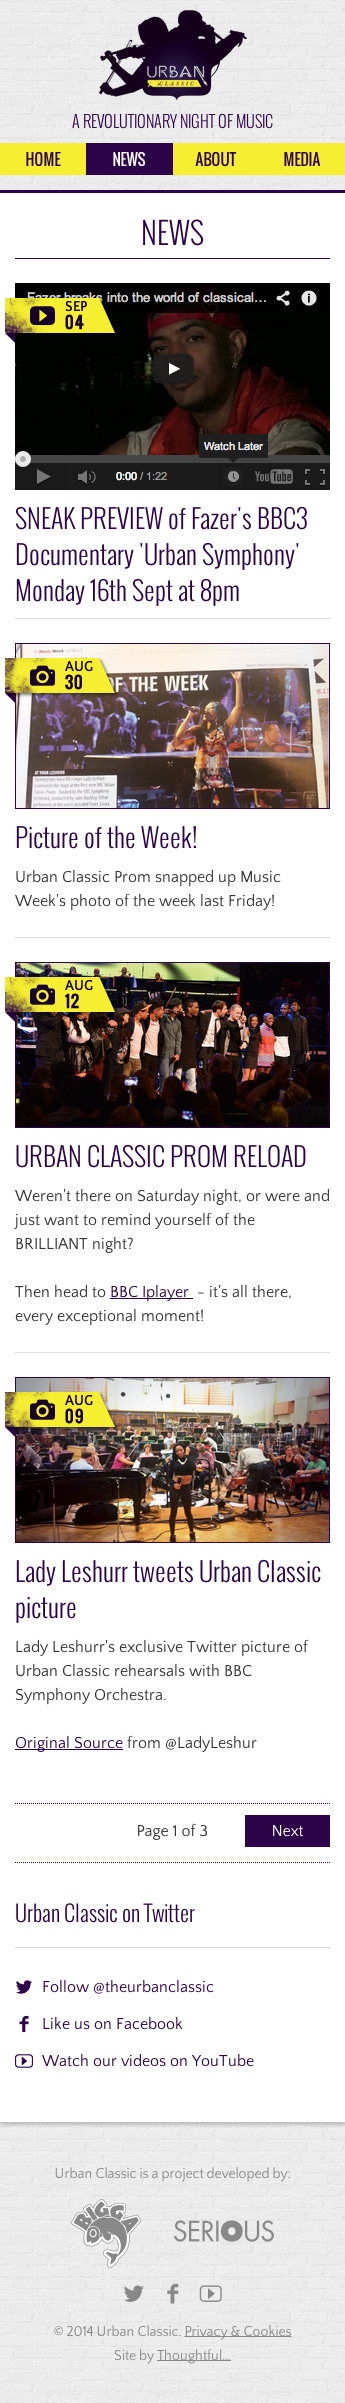 URBAN
CLASSIC
A REVOLUTIONARY NIGHT OF MUSIC
HOME NEWS ABOUT MEDIA
NEWS
Fazer breaks into the world of classical...
SEP
04
Watch Later
0:00 / 1:22
YouTube
SNEAK PREVIEW of Fazer's BBC3
Documentary 'Urban Symphony'
Monday 16th Sept at 8pm
AUG
30
OF THE WEEK
Picture of the Week!
Urban Classic Prom snapped up Music
Week's photo of the week last Friday!
AUG
12
URBAN CLASSIC PROM RELOAD
Weren't there on Saturday night, or were and
just want to remind yourself of the
BRILLIANT night?
Then head to BBC Iplayer – it's all there,
every exceptional moment!
AUG
09
Lady Leshurr tweets Urban Classic
picture
Lady Leshurr's exclusive Twitter picture of
Urban Classic rehearsals with BBC
Symphony Orchestra.
Original Source from @LadyLeshur
Page 1 of 3 Next
Urban Classic on Twitter
Follow @theurbanclassic
Like us on Facebook
Watch our videos on YouTube
Urban Classic is a project developed by:
BIGGA
SERIOUS
© 2014 Urban Classic. Privacy & Cookies
Site by Thoughtful...